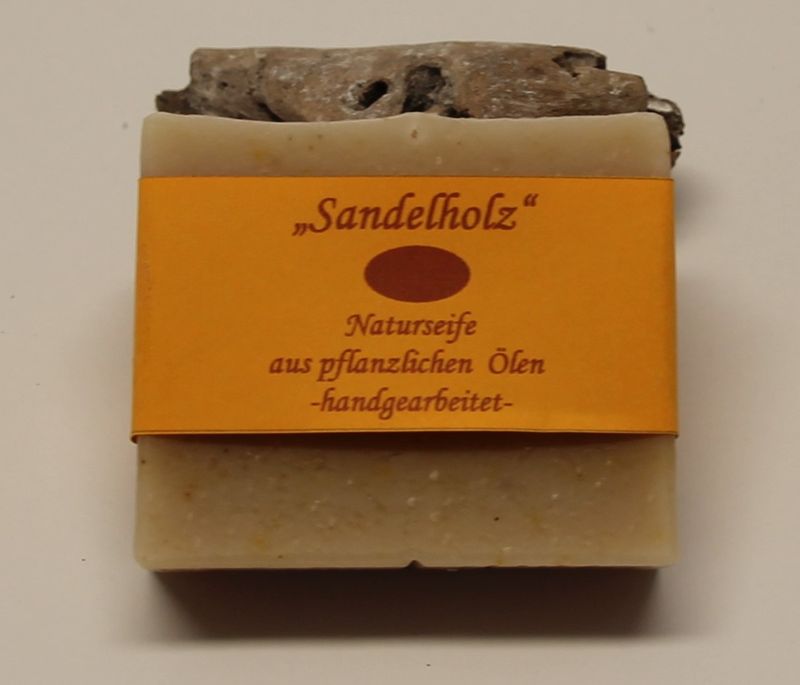 „Sandelholz“
Naturseife
aus pflanzlichen Ölen
-handgearbeitet-